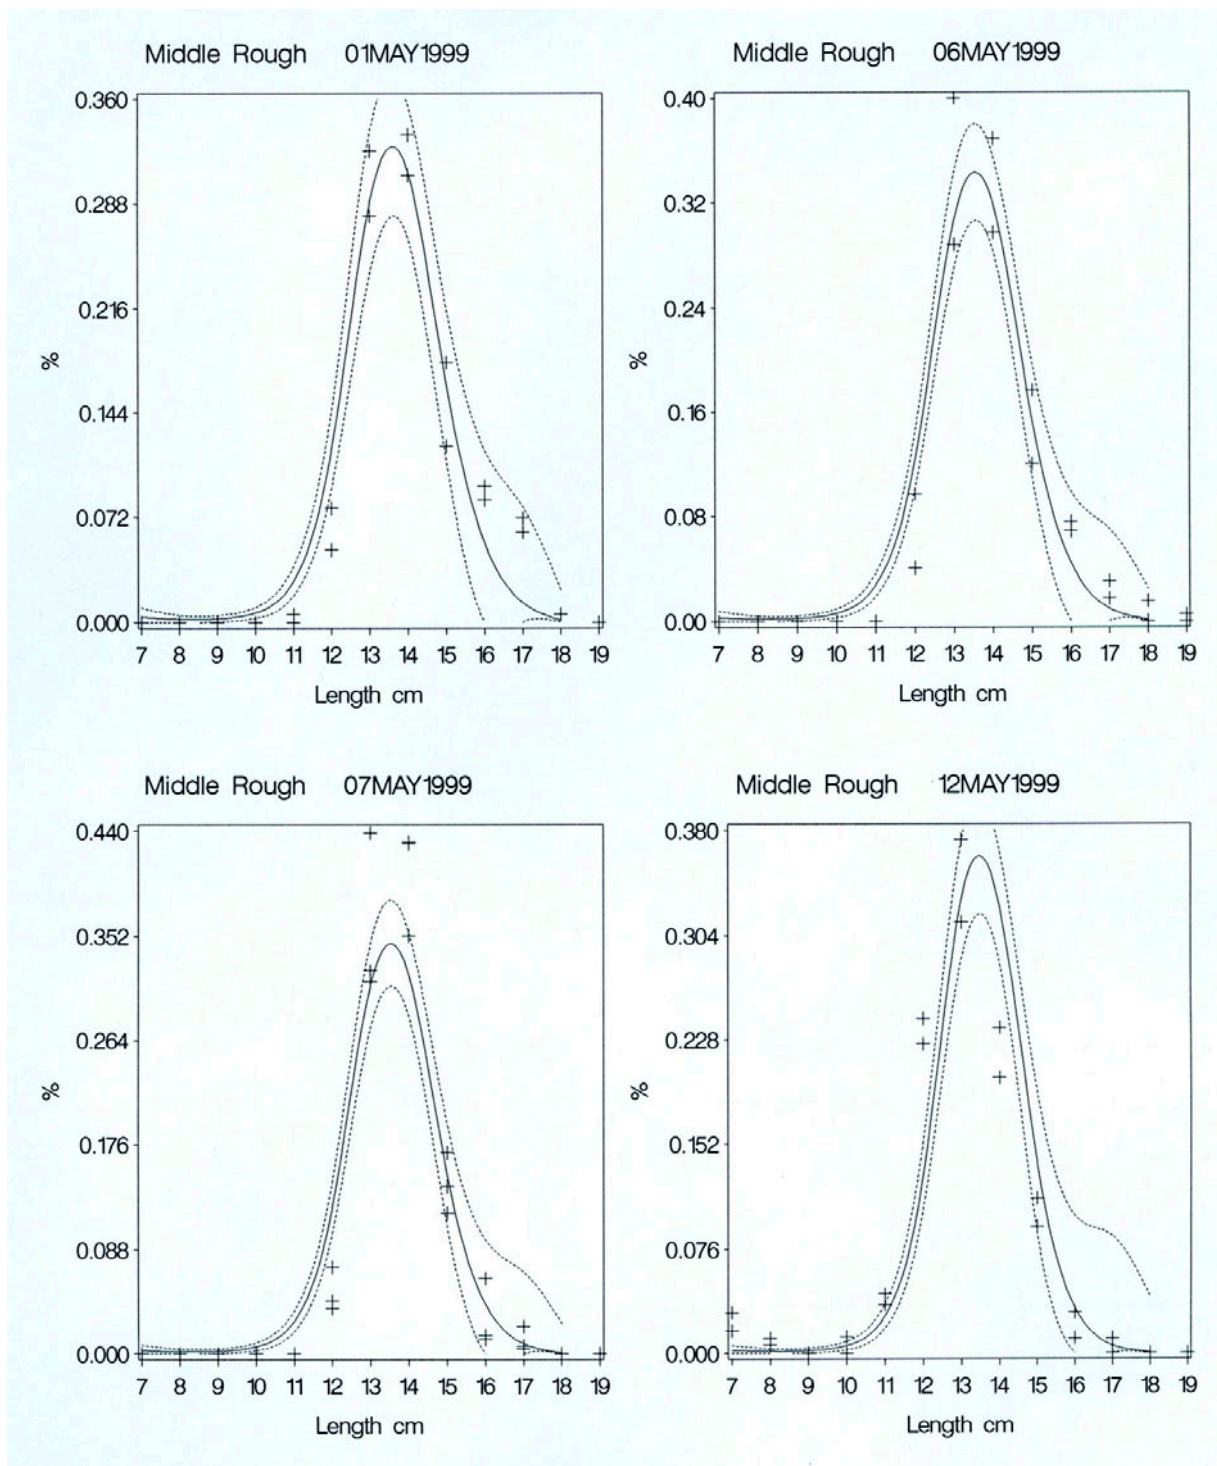 Middle Rough 01MAY1999
0.360
0.288
0.216
0.144
0.072
0.000
%
7 8 9 10 11 12 13 14 15 16 17 18 19
Length cm
Middle Rough 06MAY1999
0.40
0.32
0.24
0.16
0.08
0.00
%
7 8 9 10 11 12 13 14 15 16 17 18 19
Length cm
Middle Rough 07MAY1999
0.440
0.352
0.264
0.176
0.088
0.000
%
7 8 9 10 11 12 13 14 15 16 17 18 19
Length cm
Middle Rough 12MAY1999
0.380
0.304
0.228
0.152
0.076
0.000
%
7 8 9 10 11 12 13 14 15 16 17 18 19
Length cm